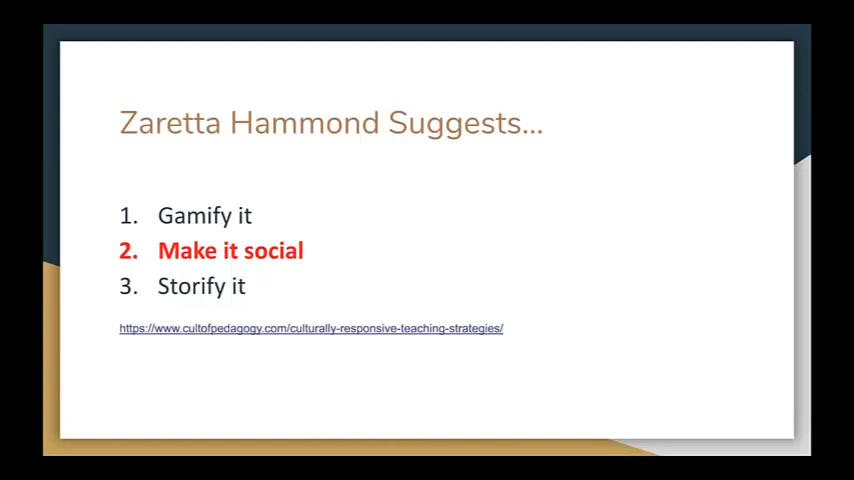 Zaretta Hammond Suggests...
1. Gamify it
2. Make it social
3. Storify it
https://www.cultofpedagogy.com/culturally-responsive-teaching-strategies/